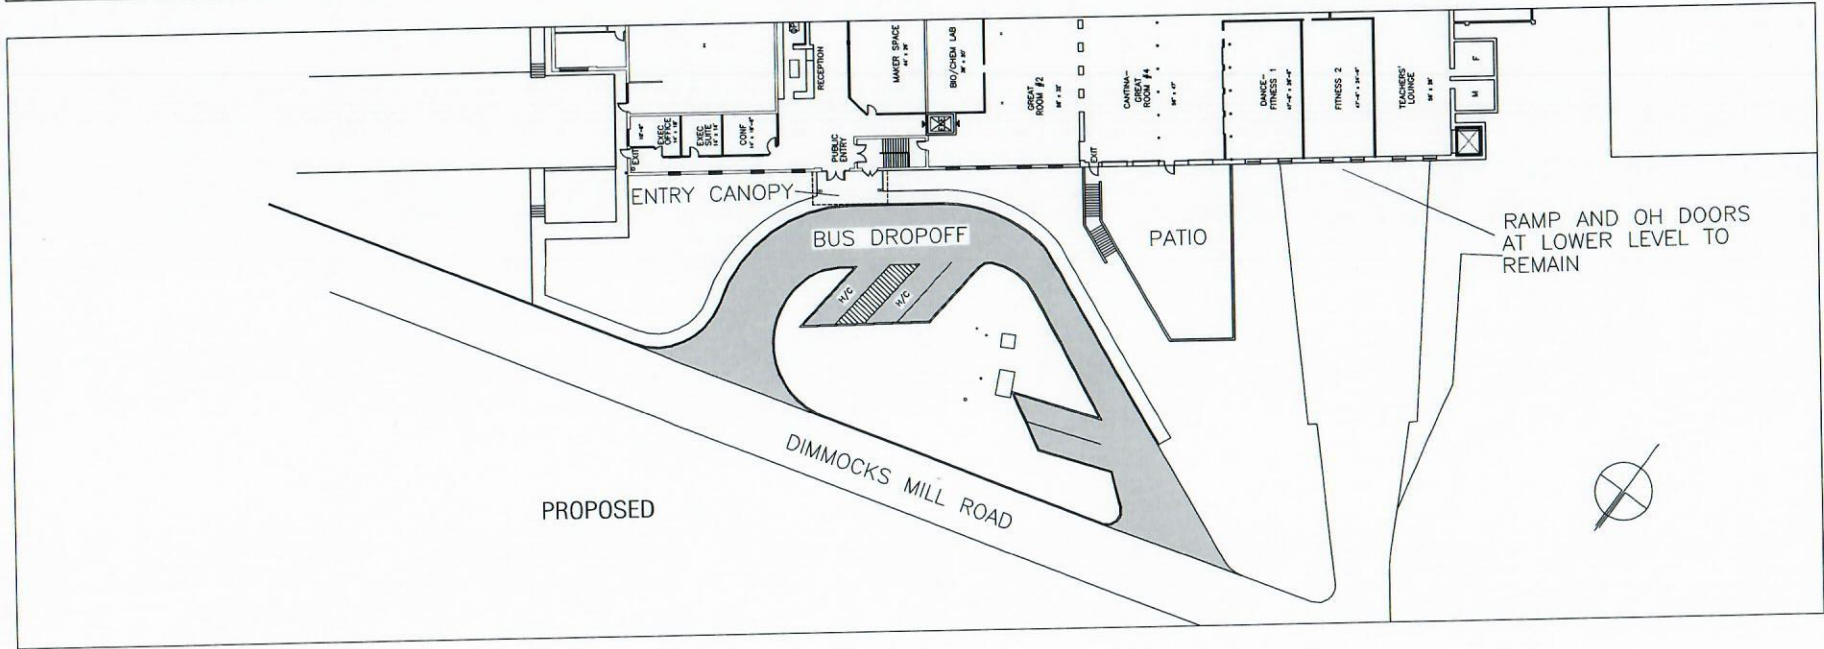 RECEPTION
MAKER SPACE
BIO/CHEM LAB
GREAT
ROOM #2
CANTINA-
GREAT
ROOM #4
DANCE-
FITNESS 1
FITNESS 2
TEACHERS'
LOUNGE
F
M
EXEC
OFFICE
EXEC
SUITE
CONF
EXIT
PUBLIC
ENTRY
EXIT
ENTRY CANOPY
BUS DROPOFF
PATIO
RAMP AND OH DOORS
AT LOWER LEVEL TO
REMAIN
H/C
H/C
DIMMOCKS MILL ROAD
PROPOSED